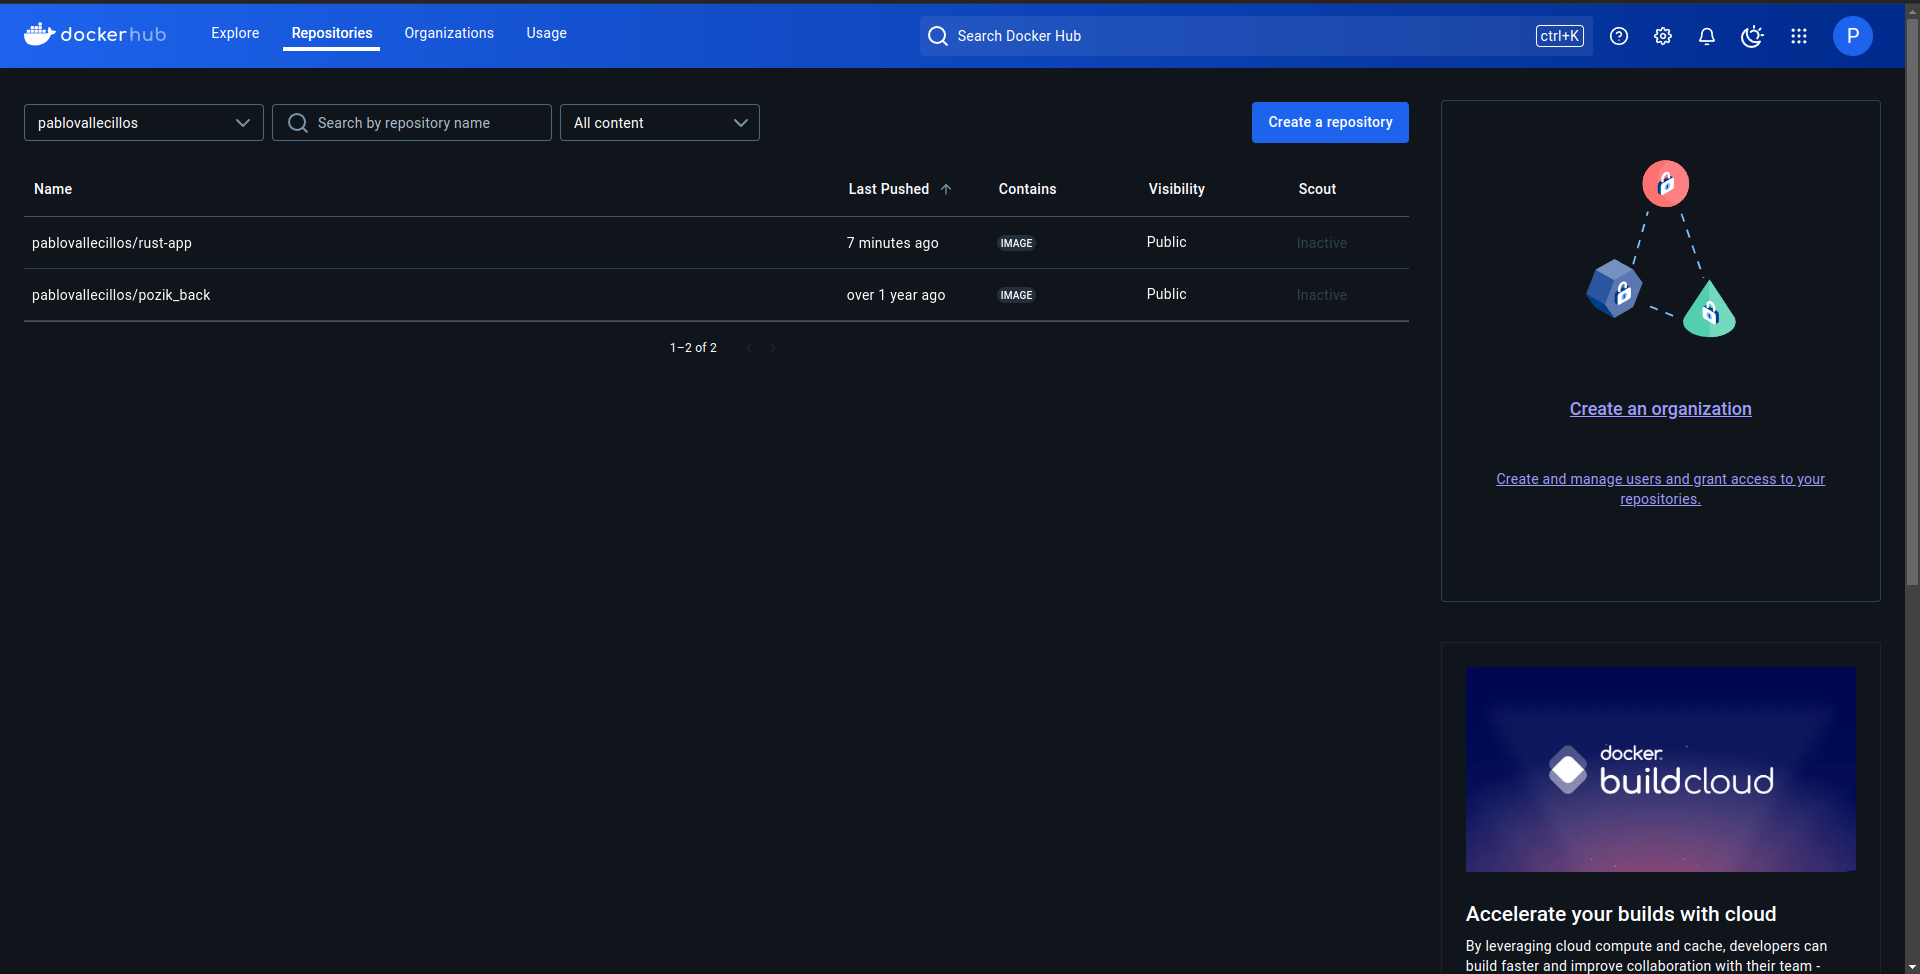 dockerhub
Explore
Repositories
Organizations
Usage
Search Docker Hub
ctrl+K
P
pablovallecillos
Search by repository name
All content
Create a repository
Name
Last Pushed
Contains
Visibility
Scout
pablovallecillos/rust-app
7 minutes ago
IMAGE
Public
Inactive
pablovallecillos/pozik_back
over 1 year ago
IMAGE
Public
Inactive
1–2 of 2
Create an organization
Create and manage users and grant access to your
repositories.
docker
buildcloud
Accelerate your builds with cloud
By leveraging cloud compute and cache, developers can
build faster and improve collaboration with their team -